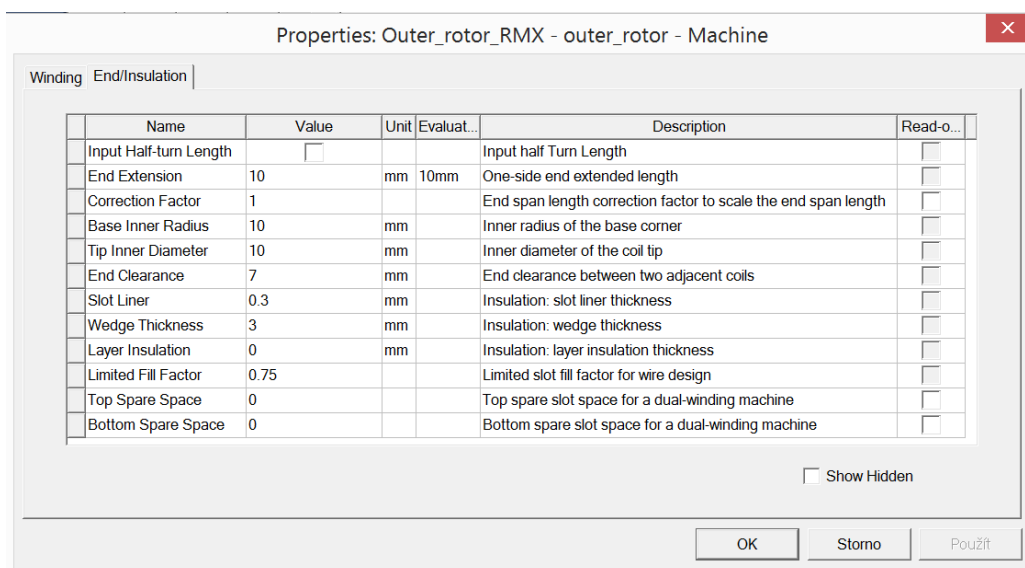 Properties: Outer_rotor_RMX - outer_rotor - Machine
Winding End/Insulation
Name Value Unit Evaluat... Description Read-o...
Input Half-turn Length Input half Turn Length
End Extension 10 mm 10mm One-side end extended length
Correction Factor 1 End span length correction factor to scale the end span length
Base Inner Radius 10 mm Inner radius of the base corner
Tip Inner Diameter 10 mm Inner diameter of the coil tip
End Clearance 7 mm End clearance between two adjacent coils
Slot Liner 0.3 mm Insulation: slot liner thickness
Wedge Thickness 3 mm Insulation: wedge thickness
Layer Insulation 0 mm Insulation: layer insulation thickness
Limited Fill Factor 0.75 Limited slot fill factor for wire design
Top Spare Space 0 Top spare slot space for a dual-winding machine
Bottom Spare Space 0 Bottom spare slot space for a dual-winding machine
Show Hidden
OK Storno Použít